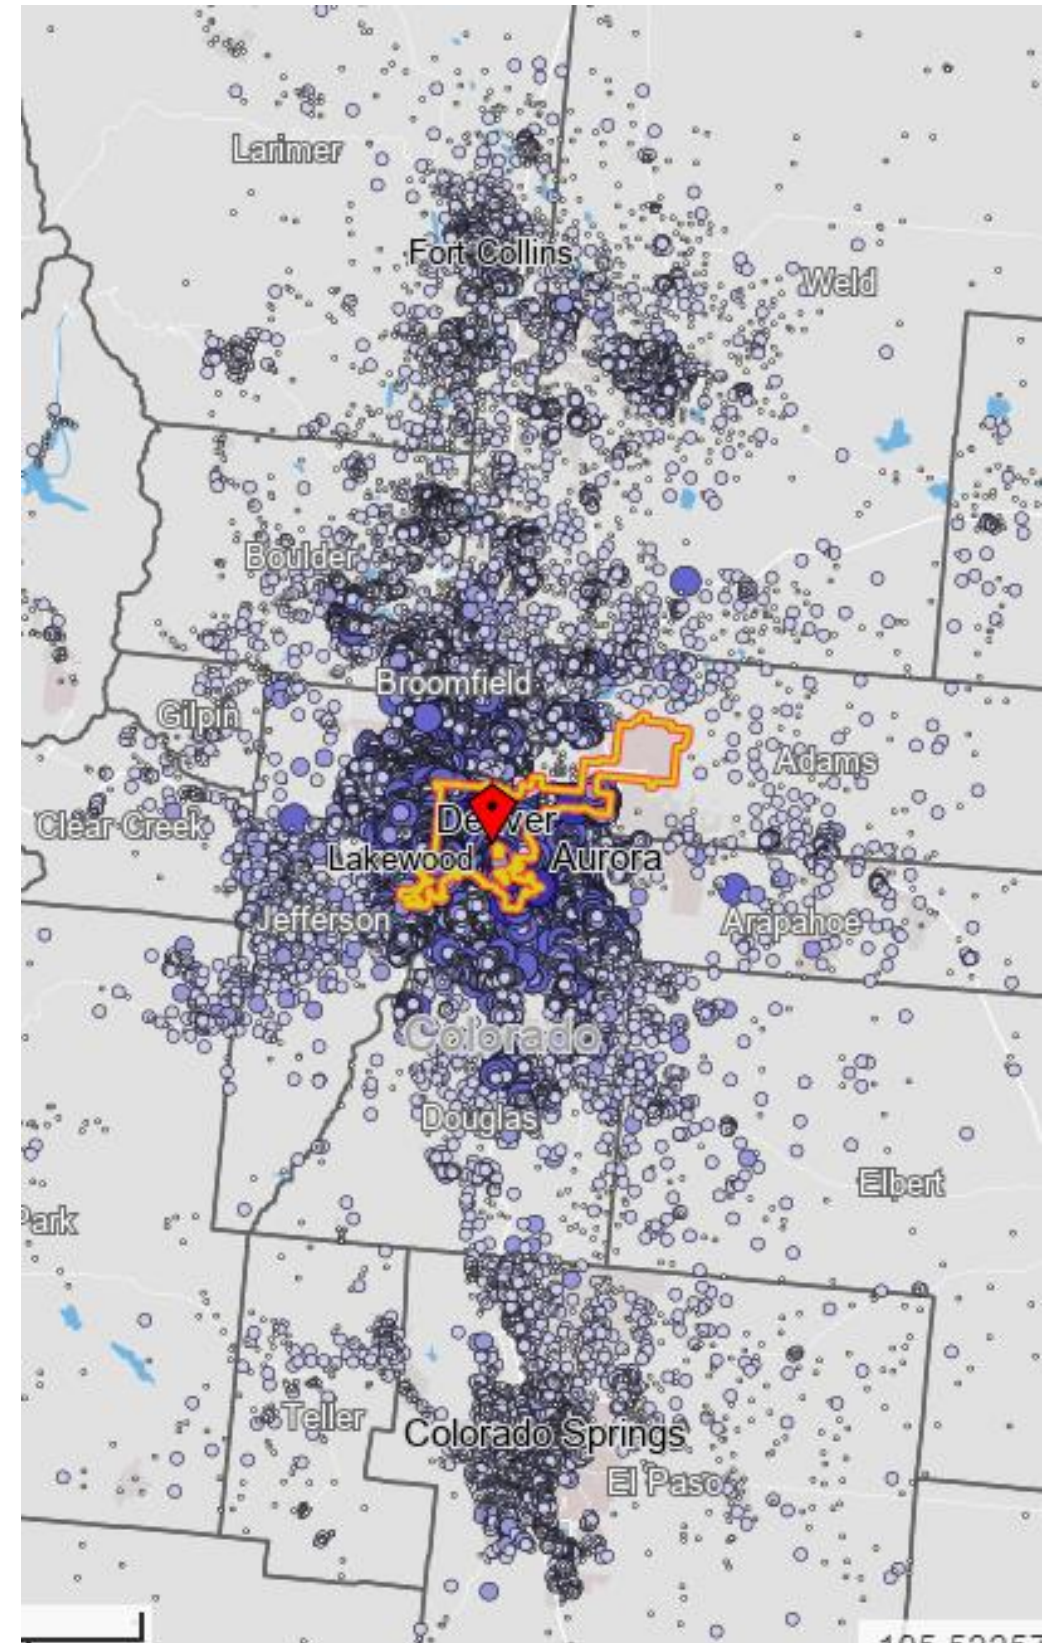 Larimer
Fort Collins
Weld
Boulder
Broomfield
Gilpin
Adams
Clear Creek
Denver
Lakewood
Aurora
Jefferson
Arapahoe
Colorado
Douglas
Elbert
Park
Teller
Colorado Springs
El Paso